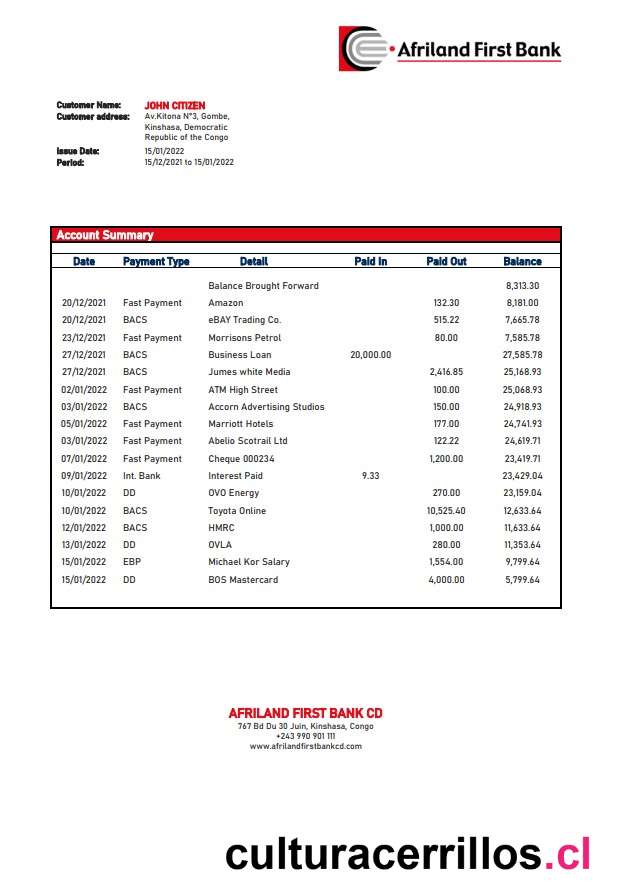 Afriland First Bank
Customer Name: JOHN CITIZEN
Customer address: Av.Kitona N°3, Gombe,
Kinshasa, Democratic
Republic of the Congo
Issue Date: 15/01/2022
Period: 15/12/2021 to 15/01/2022
Account Summary
Date Payment Type Detail Paid In Paid Out Balance
Balance Brought Forward 8,313.30
20/12/2021 Fast Payment Amazon 132.30 8,181.00
20/12/2021 BACS eBAY Trading Co. 515.22 7,665.78
23/12/2021 Fast Payment Morrisons Petrol 80.00 7,585.78
27/12/2021 BACS Business Loan 20,000.00 27,585.78
27/12/2021 BACS Jumes white Media 2,416.85 25,168.93
02/01/2022 Fast Payment ATM High Street 100.00 25,068.93
03/01/2022 BACS Accorn Advertising Studios 150.00 24,918.93
05/01/2022 Fast Payment Marriott Hotels 177.00 24,741.93
03/01/2022 Fast Payment Abelio Scotrail Ltd 122.22 24,619.71
07/01/2022 Fast Payment Cheque 000234 1,200.00 23,419.71
09/01/2022 Int. Bank Interest Paid 9.33 23,429.04
10/01/2022 DD OVO Energy 270.00 23,159.04
10/01/2022 BACS Toyota Online 10,525.40 12,633.64
12/01/2022 BACS HMRC 1,000.00 11,633.64
13/01/2022 DD OVLA 280.00 11,353.64
15/01/2022 EBP Michael Kor Salary 1,554.00 9,799.64
15/01/2022 DD BOS Mastercard 4,000.00 5,799.64
AFRILAND FIRST BANK CD
767 Bd Du 30 Juin, Kinshasa, Congo
+243 990 901 111
www.afrilandfirstbankcd.com
culturacerrillos.cl